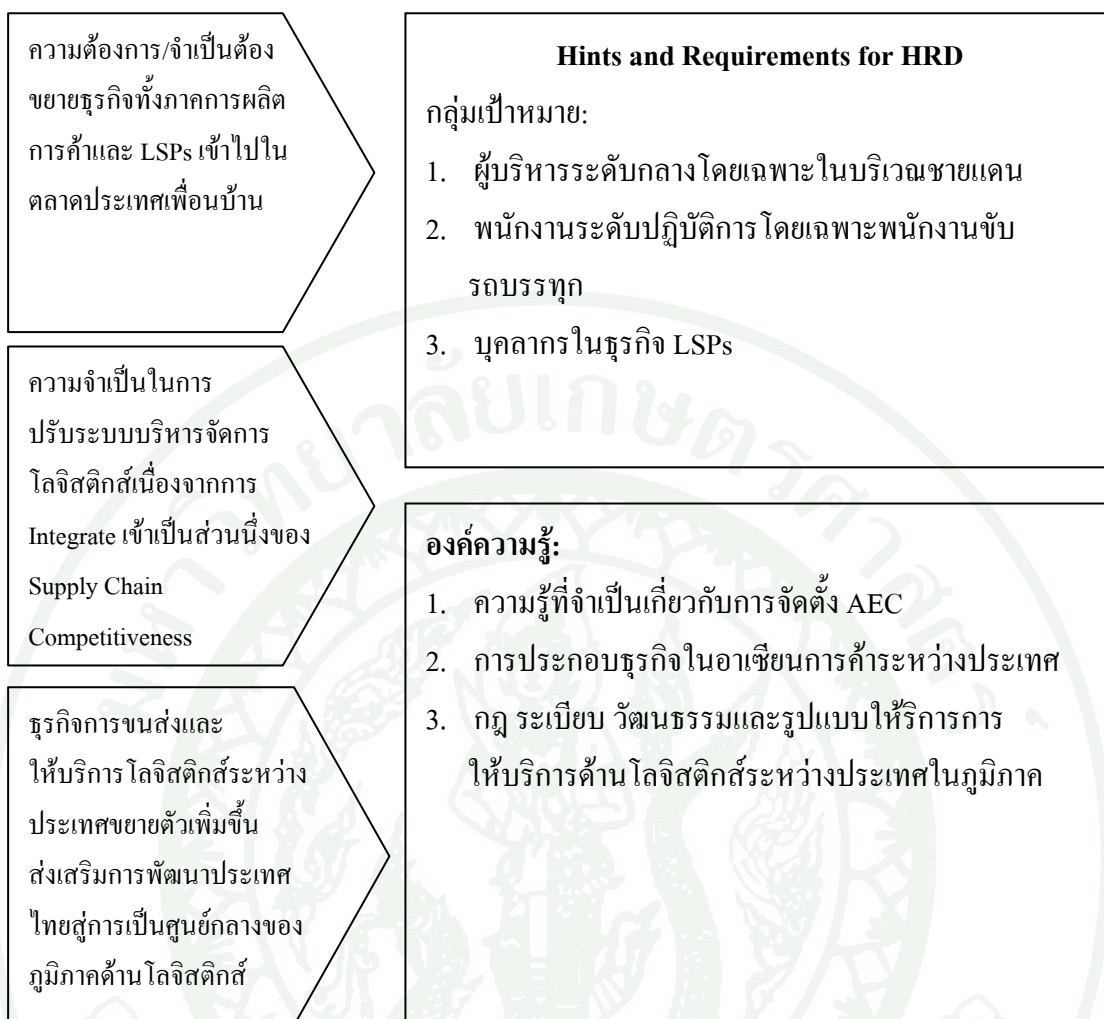 ความต้องการ/จำเป็นต้อง
ขยายธุรกิจทั้งภาคการผลิต
การค้าและ LSPs เข้าไปใน
ตลาดประเทศเพื่อนบ้าน
ความจำเป็นในการ
ปรับระบบบริหารจัดการ
โลจิสติกส์เนื่องจากการ
Integrate เข้าเป็นส่วนนึ่งของ
Supply Chain
Competitiveness
ธุรกิจการขนส่งและ
ให้บริการโลจิสติกส์ระหว่าง
ประเทศขยายตัวเพิ่มขึ้น
ส่งเสริมการพัฒนาประเทศ
ไทยสู่การเป็นศูนย์กลางของ
ภูมิภาคด้านโลจิสติกส์
Hints and Requirements for HRD
กลุ่มเป้าหมาย:
1. ผู้บริหารระดับกลางโดยเฉพาะในบริเวณชายแดน
2. พนักงานระดับปฏิบัติการโดยเฉพาะพนักงานขับ
รถบรรทุก
3. บุคลากรในธุรกิจ LSPs
องค์ความรู้:
1. ความรู้ที่จำเป็นเกี่ยวกับการจัดตั้ง AEC
2. การประกอบธุรกิจในอาเซียนการค้าระหว่างประเทศ
3. กฎ ระเบียบ วัฒนธรรมและรูปแบบให้ริการการ
ให้บริการด้านโลจิสติกส์ระหว่างประเทศในภูมิภาค
มหาวิทยาลัยเกษตรศาสตร์